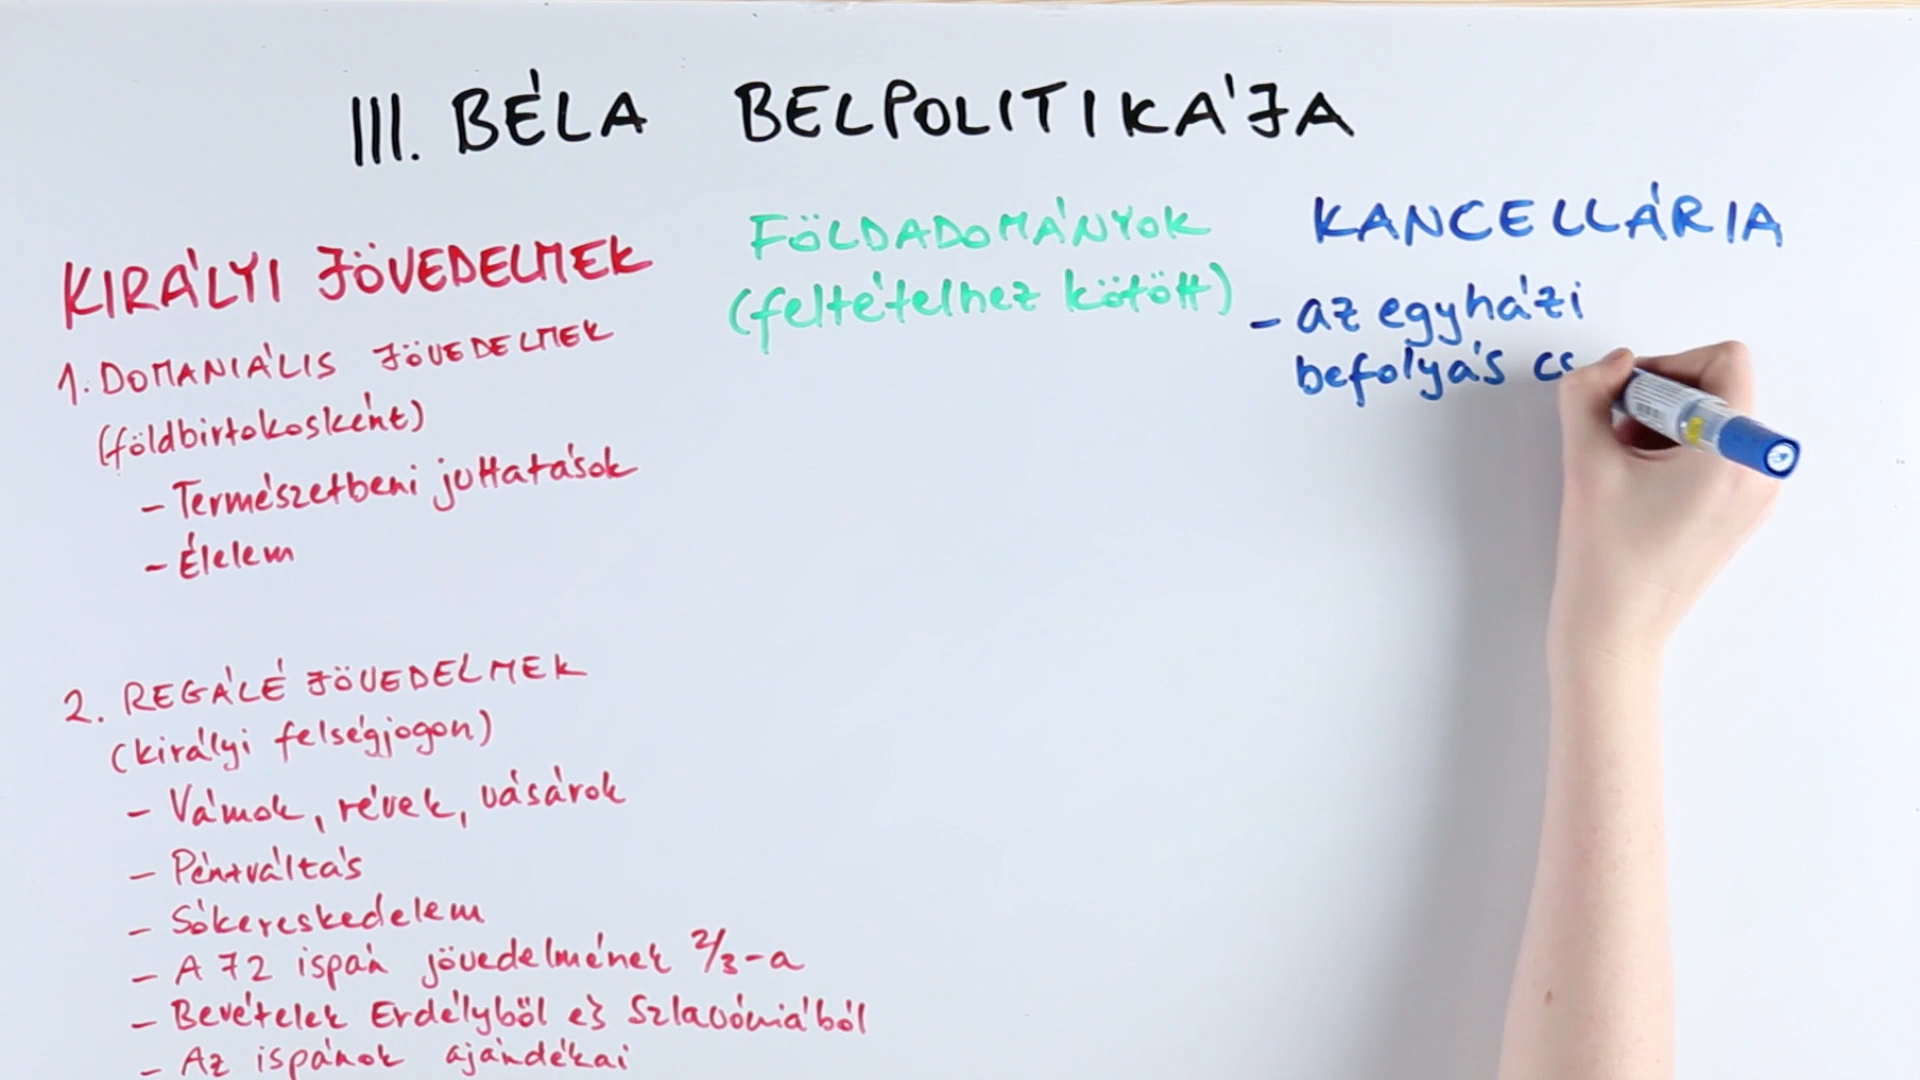 III. BÉLA BELPOLITIKÁJA
KIRÁLYI JÖVEDELMEK
1. DOMANIÁLIS JÖVEDELMEK
(földbirtokosként)
- Természetbeni juttatások
- Élelem
2. REGÁLÉ JÖVEDELMEK
(királyi felségjogon)
- Vámok, révek, vásárok
- Pénzváltás
- Sókereskedelem
- A 72 ispán jövedelmének 2/3-a
- Bevételek Erdélyből és Szlavóniából
- Az ispánok ajándékai
FÖLDADOMÁNYOK
(feltételhez kötött)
KANCELLÁRIA
- az egyházi
befolyás cs